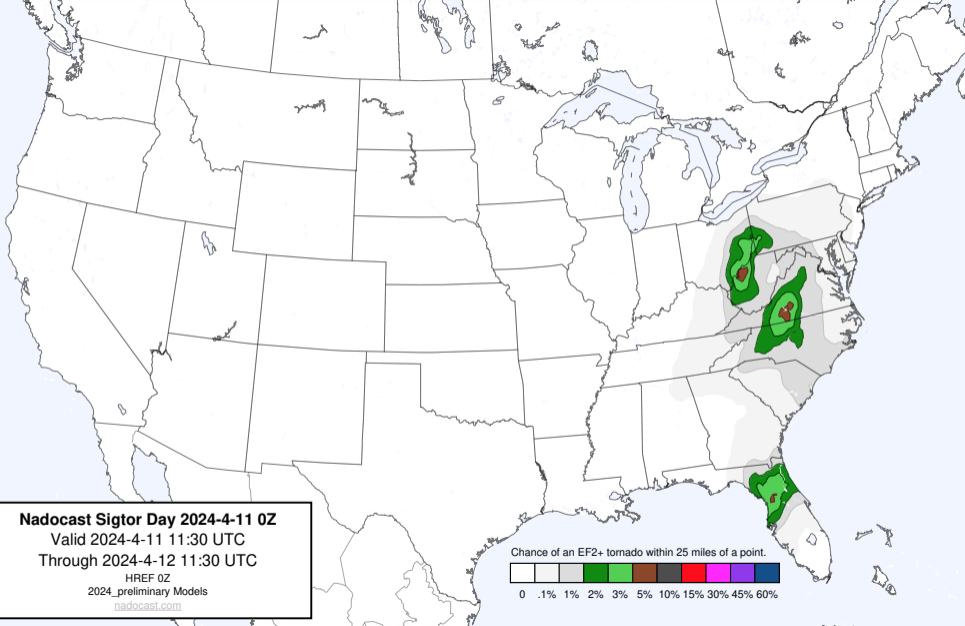 Nadocast Sigtor Day 2024-4-11 0Z
Valid 2024-4-11 11:30 UTC
Through 2024-4-12 11:30 UTC
HREF 0Z
2024_preliminary Models
nadocast.com
Chance of an EF2+ tornado within 25 miles of a point.
0 .1% 1% 2% 3% 5% 10% 15% 30% 45% 60%